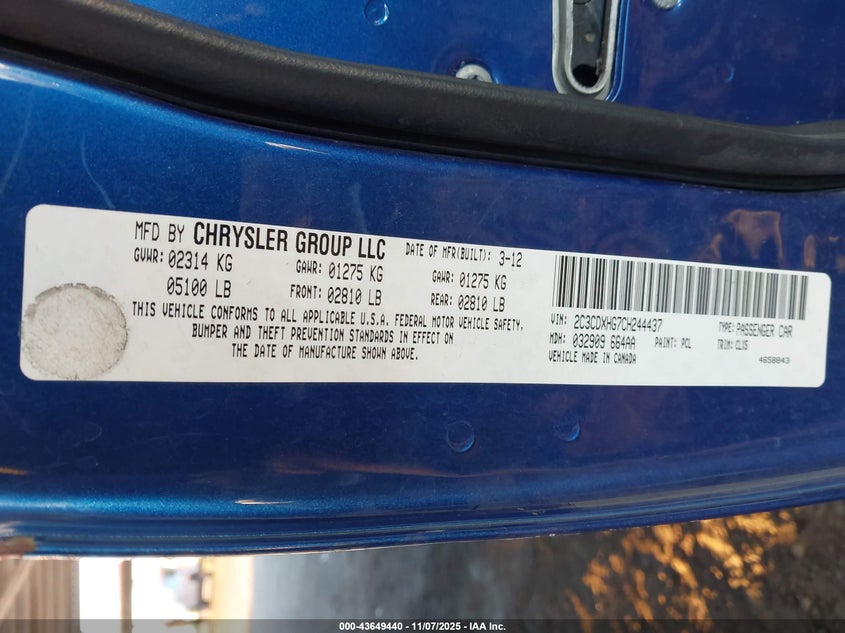 MFD BY CHRYSLER GROUP LLC
DATE OF MFR(BUILT): 3-12
GVWR: 02314 KG
GAWR: 01275 KG
GAWR: 01275 KG
05100 LB
FRONT: 02810 LB
REAR: 02810 LB
THIS VEHICLE CONFORMS TO ALL APPLICABLE U.S.A. FEDERAL MOTOR VEHICLE SAFETY,
BUMPER AND THEFT PREVENTION STANDARDS IN EFFECT ON
THE DATE OF MANUFACTURE SHOWN ABOVE.
VIN: 2C3CDXHG7CH244437
TYPE: PASSENGER CAR
MDH: 032909 664AA
PAINT: PCL
TRIM: CLX5
VEHICLE MADE IN CANADA
4658843
000-43649440 - 11/07/2025 - IAA Inc.